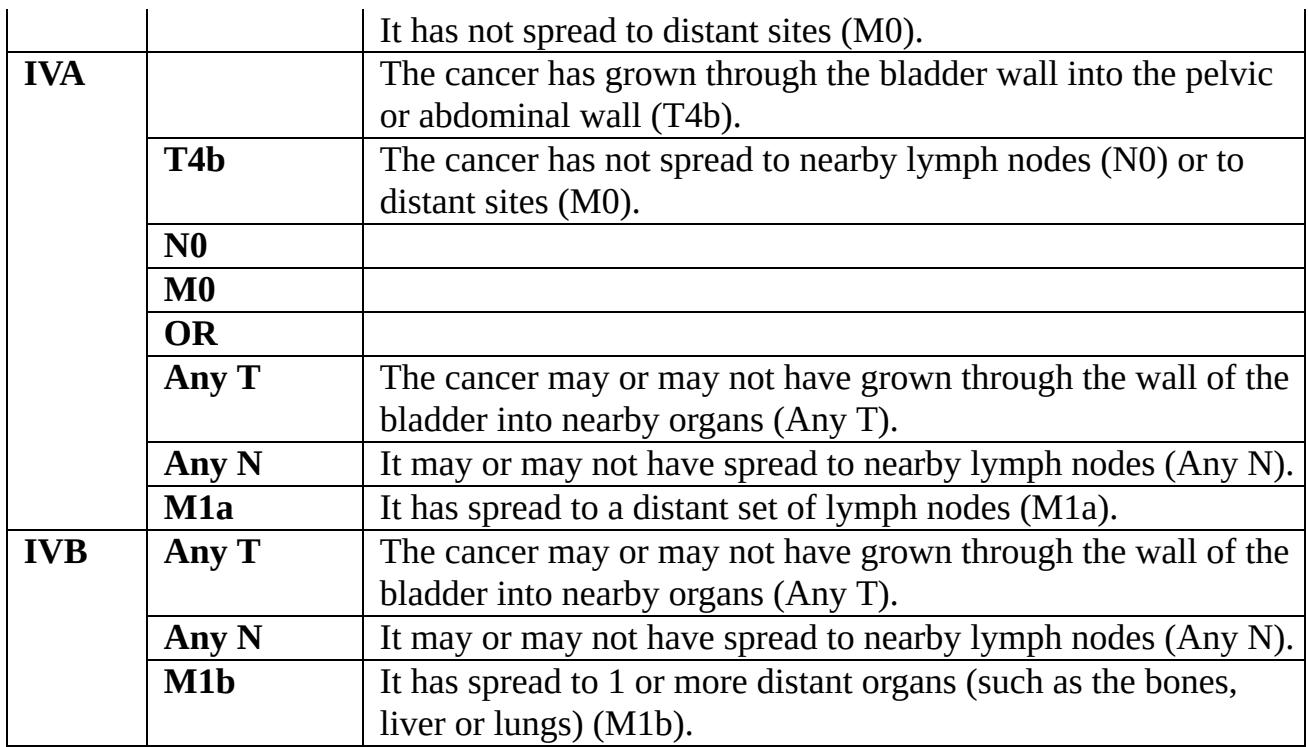 It has not spread to distant sites (M0).
IVA
The cancer has grown through the bladder wall into the pelvic
or abdominal wall (T4b).
T4b
The cancer has not spread to nearby lymph nodes (N0) or to
distant sites (M0).
N0
M0
OR
Any T
The cancer may or may not have grown through the wall of the
bladder into nearby organs (Any T).
Any N
It may or may not have spread to nearby lymph nodes (Any N).
M1a
It has spread to a distant set of lymph nodes (M1a).
IVB
Any T
The cancer may or may not have grown through the wall of the
bladder into nearby organs (Any T).
Any N
It may or may not have spread to nearby lymph nodes (Any N).
M1b
It has spread to 1 or more distant organs (such as the bones,
liver or lungs) (M1b).